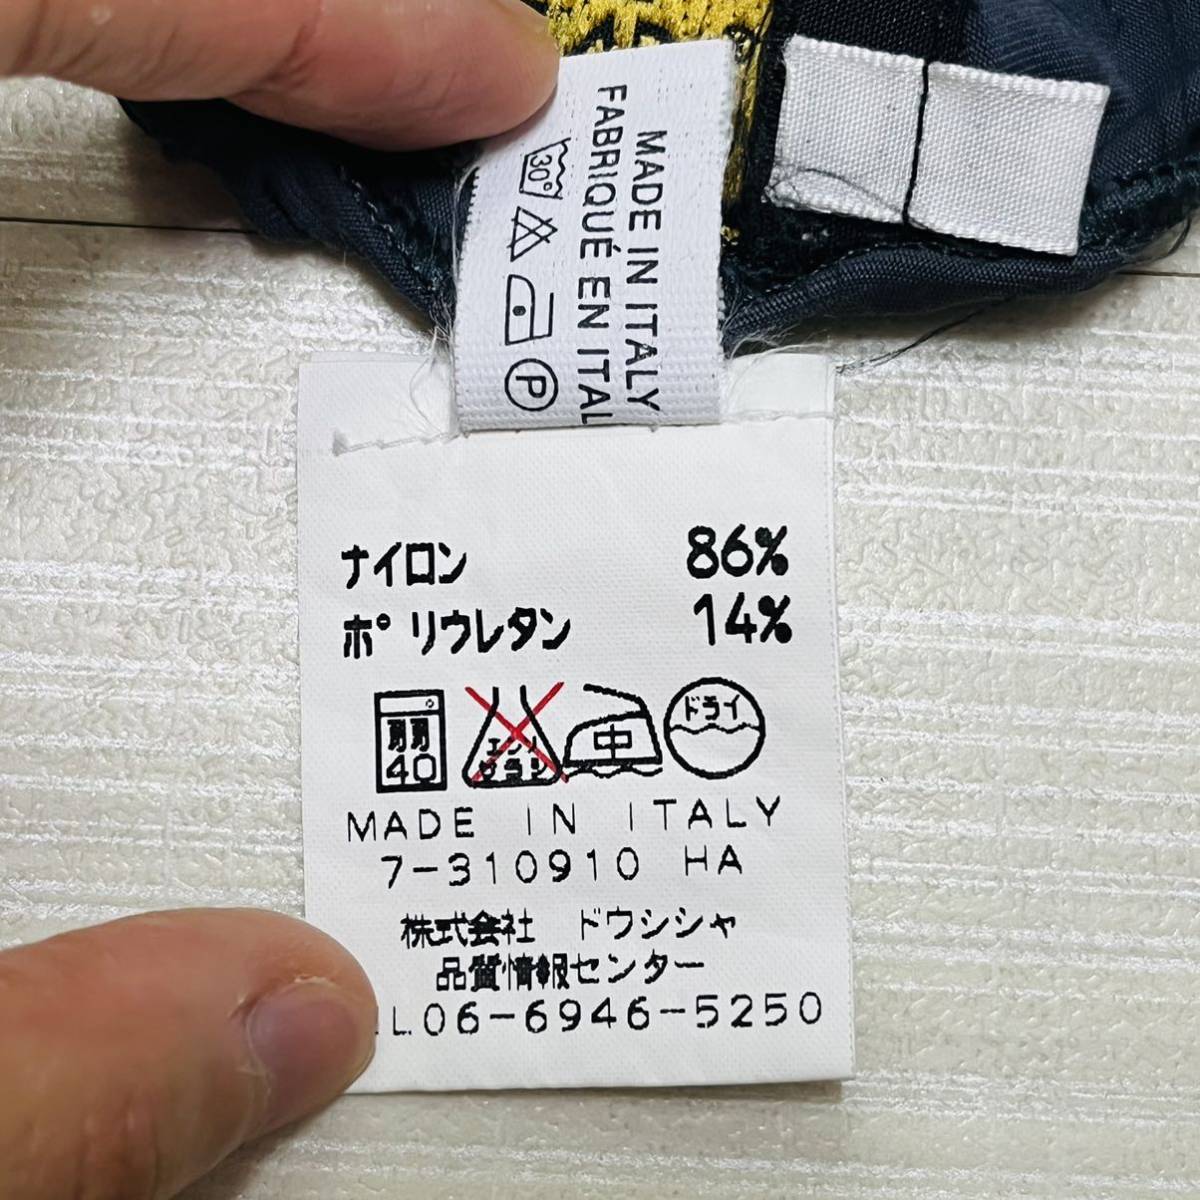 MADE IN ITALY
FABRIQUÉ EN ITAL
30°
P
ナイロン 86%
ポリウレタン 14%
40
エンソ
サラシ
中
ドライ
MADE IN ITALY
7-310910 HA
株式会社 ドウシシャ
品質情報センター
L06-6946-5250